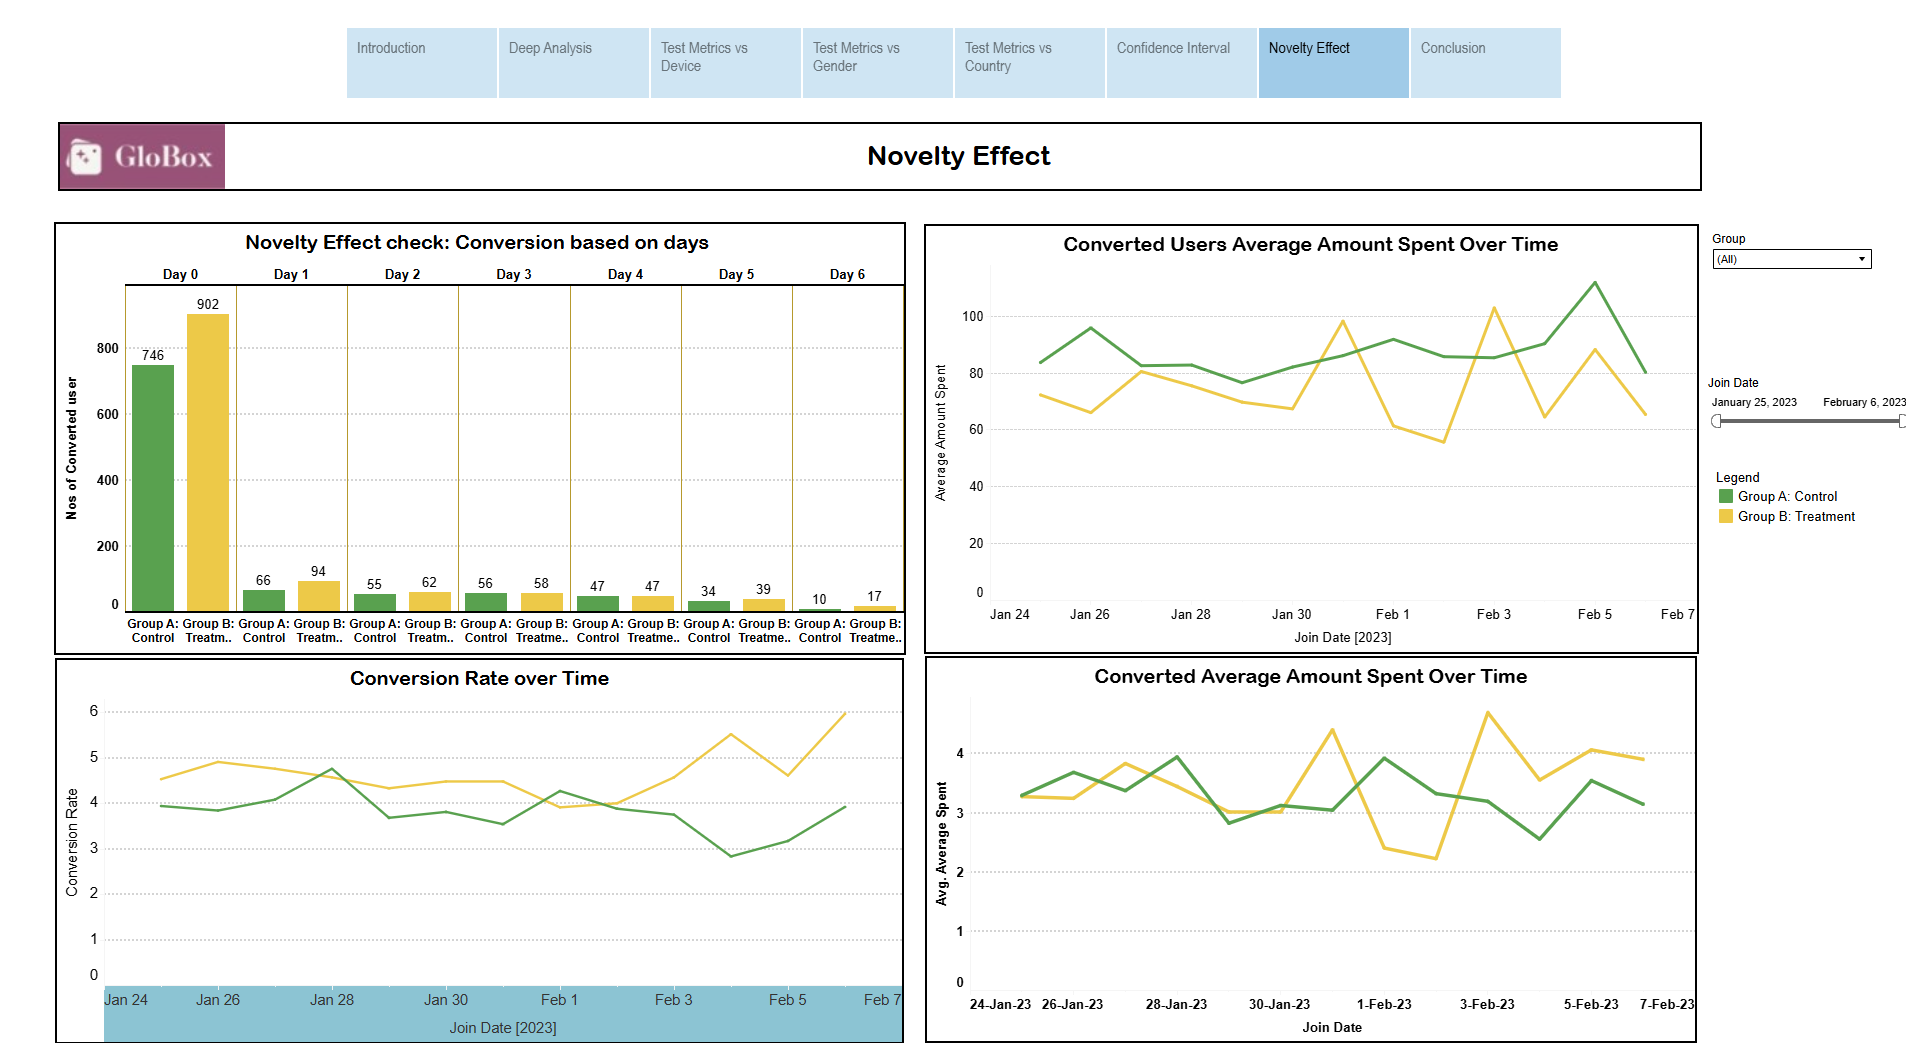 Introduction
Deep Analysis
Test Metrics vs
Device
Test Metrics vs
Gender
Test Metrics vs
Country
Confidence Interval
Novelty Effect
Conclusion
GloBox
Novelty Effect
Novelty Effect check: Conversion based on days
Day 0 Day 1 Day 2 Day 3 Day 4 Day 5 Day 6
Nos of Converted user
800
600
400
200
0
746 902 66 94 55 62 56 58 47 47 34 39 10 17
Group A: Group B: Group A: Group B: Group A: Group B: Group A: Group B: Group A: Group B: Group A: Group B: Group A: Group B:
Control Treatm.. Control Treatm.. Control Treatm.. Control Treatme.. Control Treatme.. Control Treatme.. Control Treatme..
Converted Users Average Amount Spent Over Time
Average Amount Spent
100
80
60
40
20
0
Jan 24 Jan 26 Jan 28 Jan 30 Feb 1 Feb 3 Feb 5 Feb 7
Join Date [2023]
Group
(All)
Join Date
January 25, 2023 February 6, 2023
Legend
Group A: Control
Group B: Treatment
Conversion Rate over Time
Conversion Rate
6
5
4
3
2
1
0
Jan 24 Jan 26 Jan 28 Jan 30 Feb 1 Feb 3 Feb 5 Feb 7
Join Date [2023]
Converted Average Amount Spent Over Time
Avg. Average Spent
4
3
2
1
0
24-Jan-23 26-Jan-23 28-Jan-23 30-Jan-23 1-Feb-23 3-Feb-23 5-Feb-23 7-Feb-23
Join Date